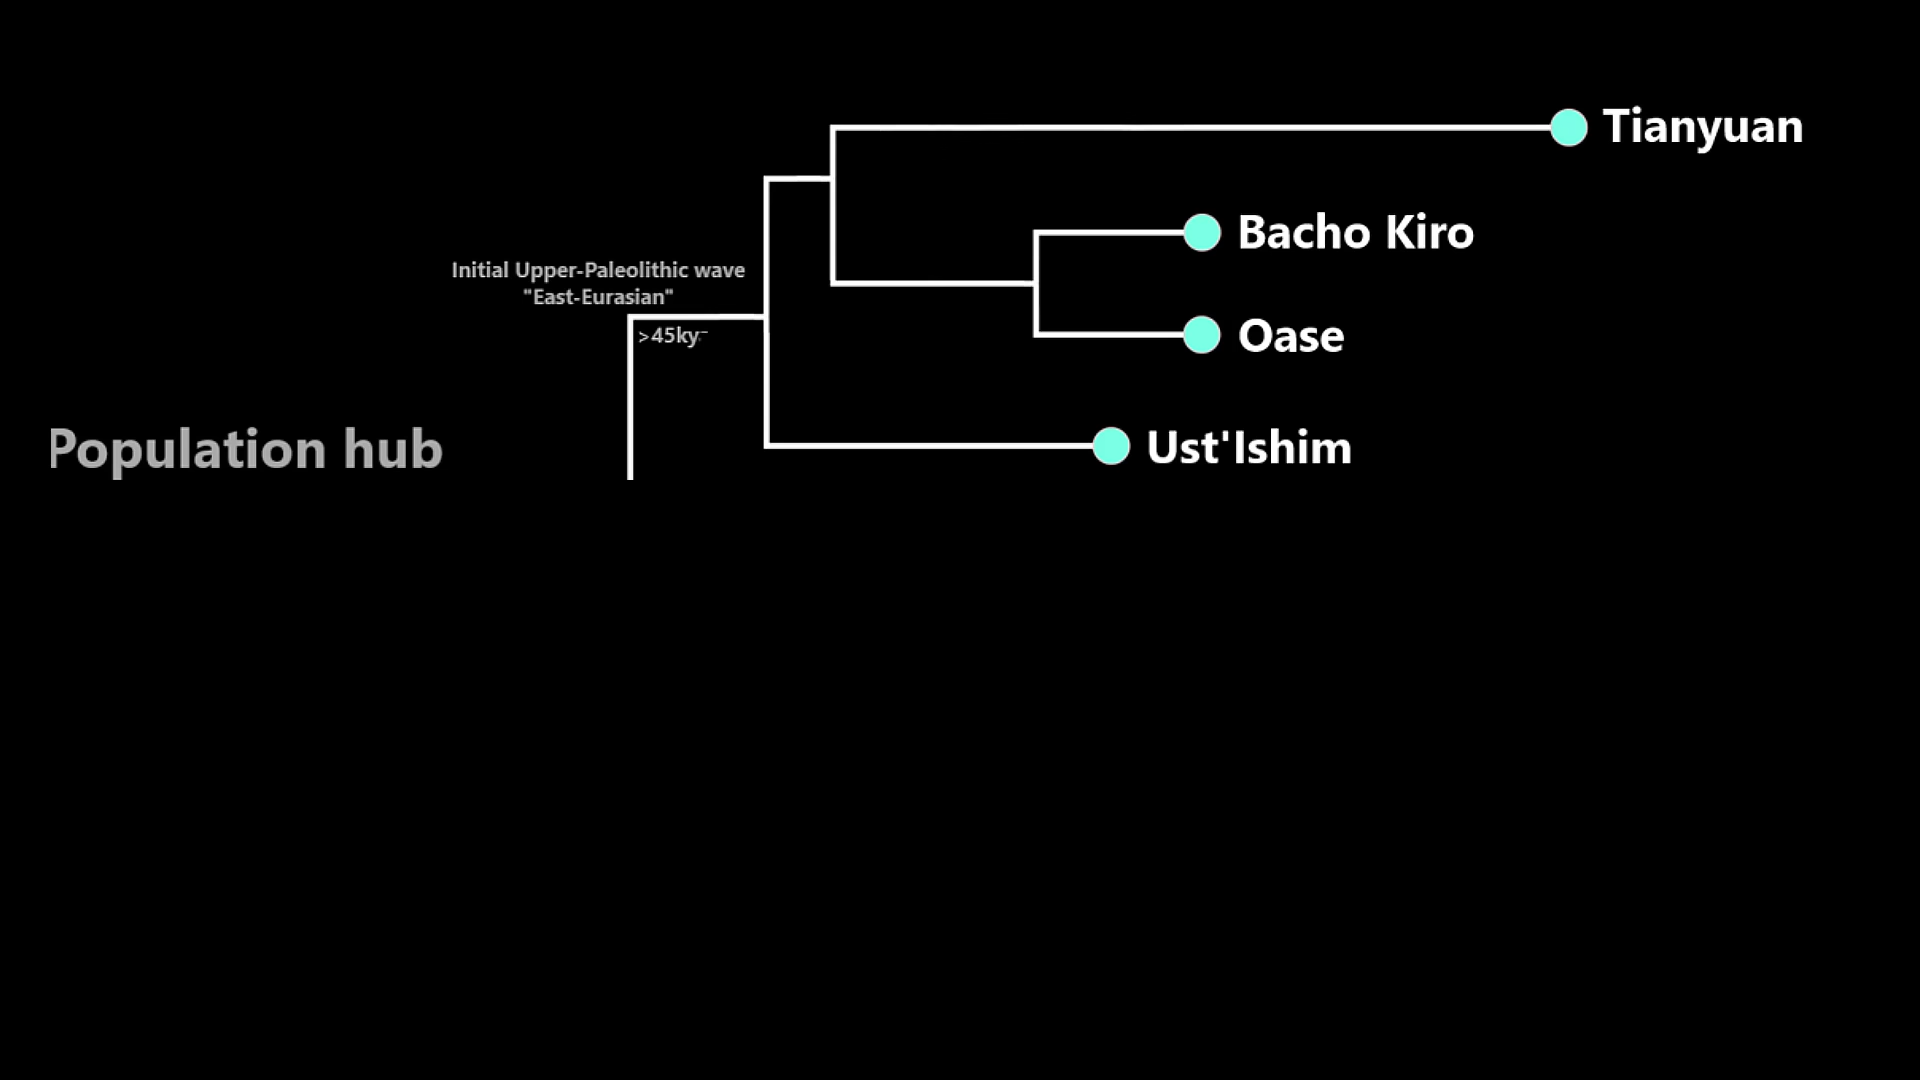 Tianyuan
Bacho Kiro
Initial Upper-Paleolithic wave
"East-Eurasian"
>45ky
Oase
Population hub
Ust'Ishim